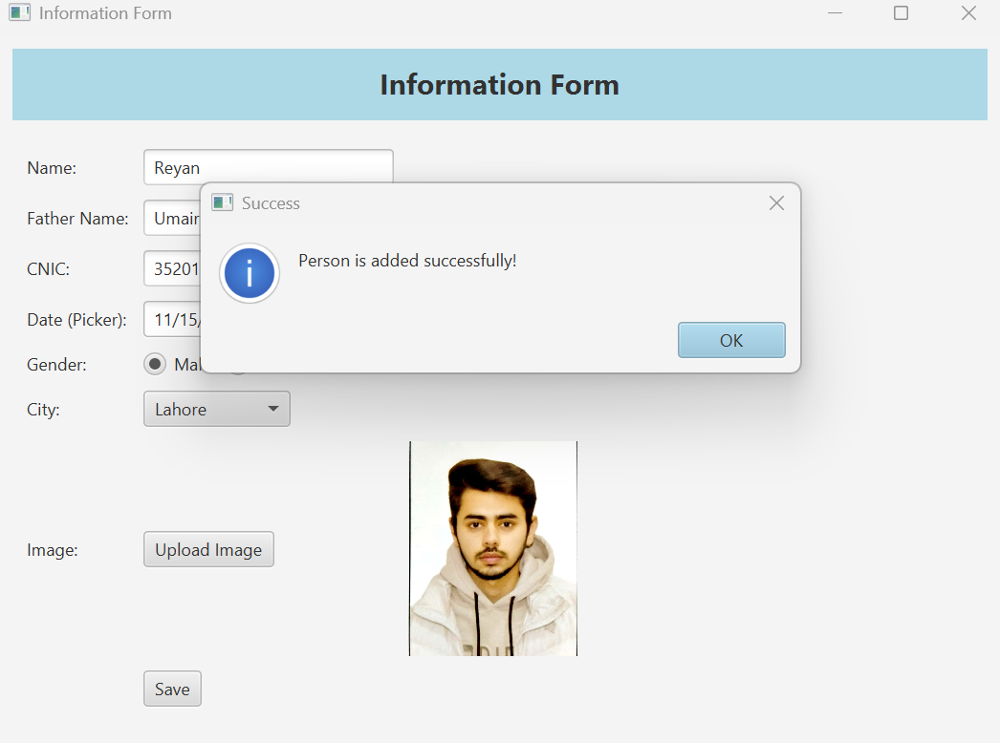 Information Form
Information Form
Name:
Reyan
Success
Father Name:
Umair
Person is added successfully!
CNIC:
35201
Date (Picker):
11/15/
OK
Gender:
City:
Lahore
Image:
Upload Image
Save